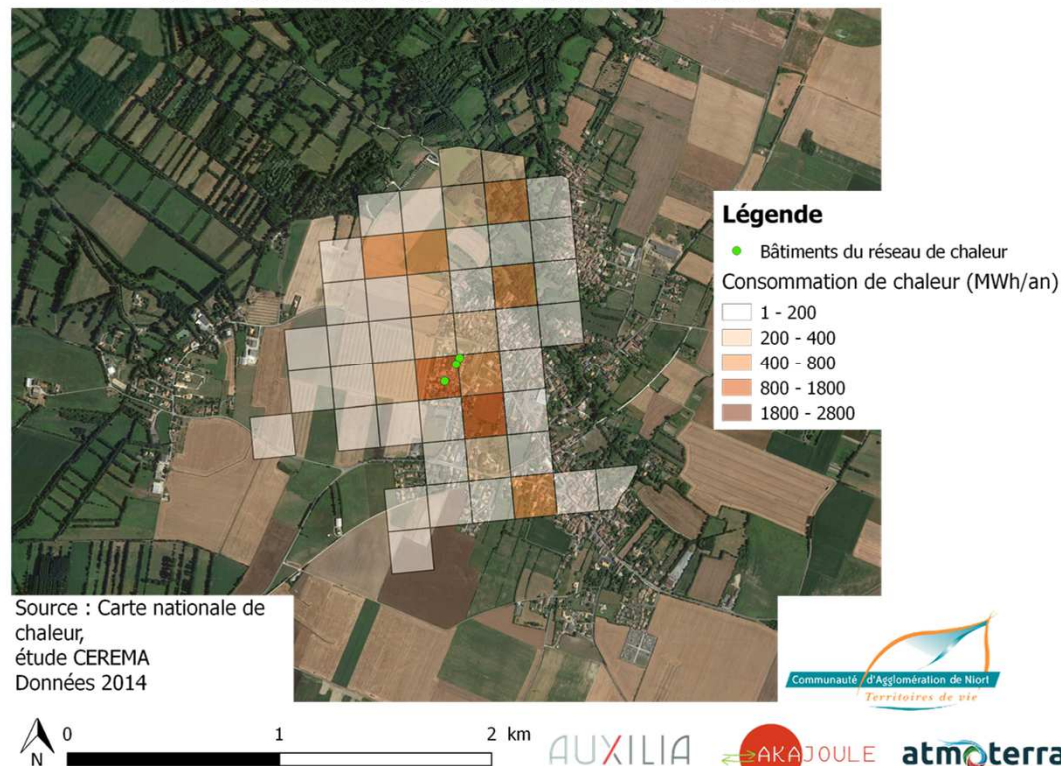 Légende
Bâtiments du réseau de chaleur
Consommation de chaleur (MWh/an)
1 - 200
200 - 400
400 - 800
800 - 1800
1800 - 2800
Source : Carte nationale de
chaleur,
étude CEREMA
Données 2014
Communauté d'Agglomération de Niort
Territoires de vie
N
0 1 2 km
AUXILIA
AKAJOULE
atmoterra